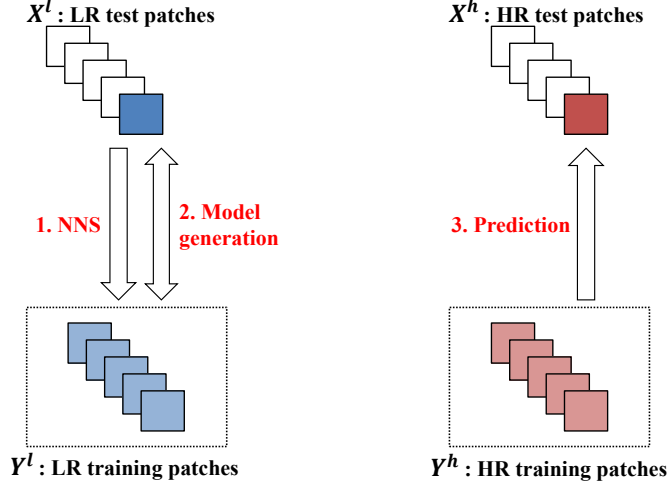 X^l : LR test patches
X^h : HR test patches
1. NNS
2. Model
generation
3. Prediction
Y^l : LR training patches
Y^h : HR training patches